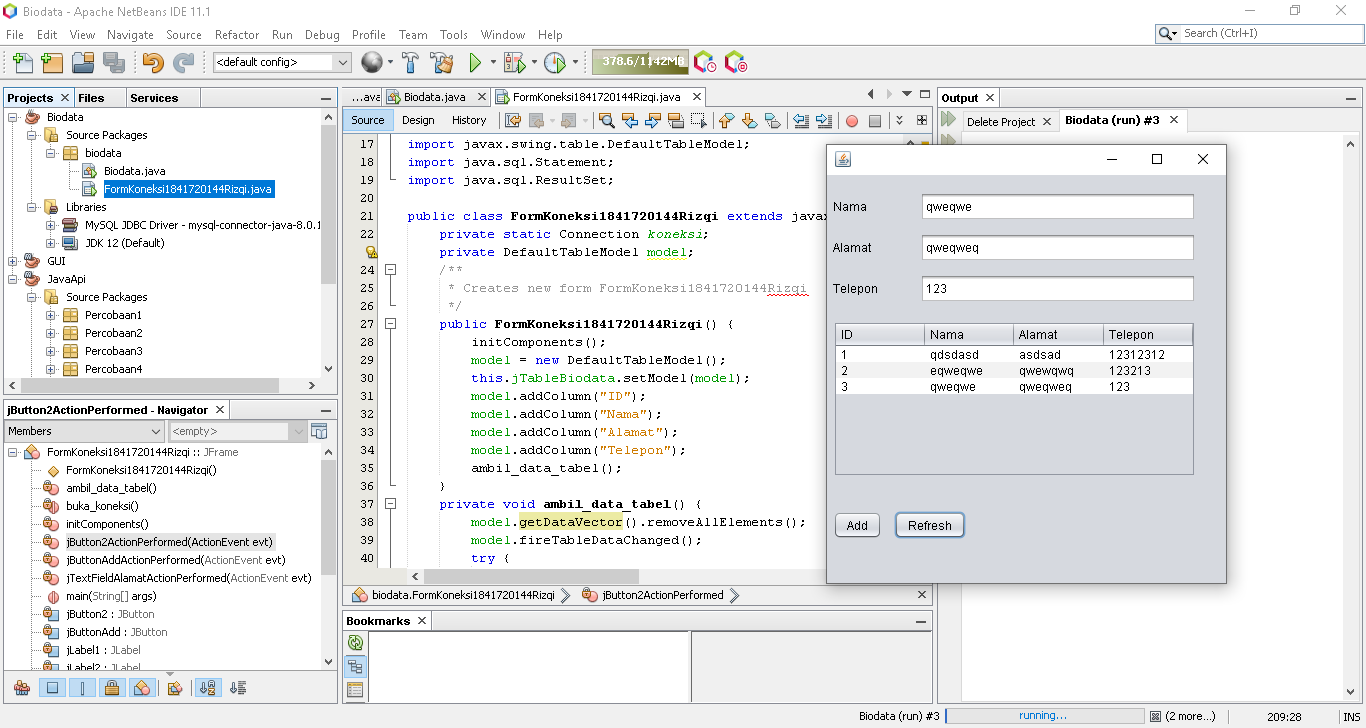 Biodata - Apache NetBeans IDE 11.1
File Edit View Navigate Source Refactor Run Debug Profile Team Tools Window Help
Search (Ctrl+I)
<default config>
378.6/1142MB
Projects
Files
Services
Biodata
Source Packages
biodata
Biodata.java
FormKoneksi1841720144Rizqi.java
Libraries
MySQL JDBC Driver - mysql-connector-java-8.0.1
JDK 12 (Default)
GUI
JavaApi
Source Packages
Percobaan1
Percobaan2
Percobaan3
Percobaan4
jButton2ActionPerformed - Navigator
Members
<empty>
FormKoneksi1841720144Rizqi :: JFrame
FormKoneksi1841720144Rizqi()
ambil_data_tabel()
buka_koneksi()
initComponents()
jButton2ActionPerformed(ActionEvent evt)
jButtonAddActionPerformed(ActionEvent evt)
jTextFieldAlamatActionPerformed(ActionEvent evt)
main(String[] args)
jButton2 : JButton
jButtonAdd : JButton
jLabel1 : JLabel
jLabel2 : JLabel
...ava
Biodata.java
FormKoneksi1841720144Rizqi.java
Source
Design
History
17 import javax.swing.table.DefaultTableModel;
18 import java.sql.Statement;
19 import java.sql.ResultSet;
20
21 public class FormKoneksi1841720144Rizqi extends javax
22 private static Connection koneksi;
private DefaultTableModel model;
24 /**
25 * Creates new form FormKoneksi1841720144Rizqi
26 */
27 public FormKoneksi1841720144Rizqi() {
28 initComponents();
29 model = new DefaultTableModel();
30 this.jTableBiodata.setModel(model);
31 model.addColumn("ID");
32 model.addColumn("Nama");
33 model.addColumn("Alamat");
34 model.addColumn("Telepon");
35 ambil_data_tabel();
36 }
37 private void ambil_data_tabel() {
38 model.getDataVector().removeAllElements();
39 model.fireTableDataChanged();
40 try {
biodata.FormKoneksi1841720144Rizqi
jButton2ActionPerformed
Bookmarks
Output
Delete Project
Biodata (run) #3
Nama qweqwe
Alamat qweqweq
Telepon 123
ID Nama Alamat Telepon
1 qdsdasd asdsad 12312312
2 eqweqwe qwewqwq 123213
3 qweqwe qweqweq 123
Add
Refresh
Biodata (run) #3
running...
(2 more...)
209:28
INS